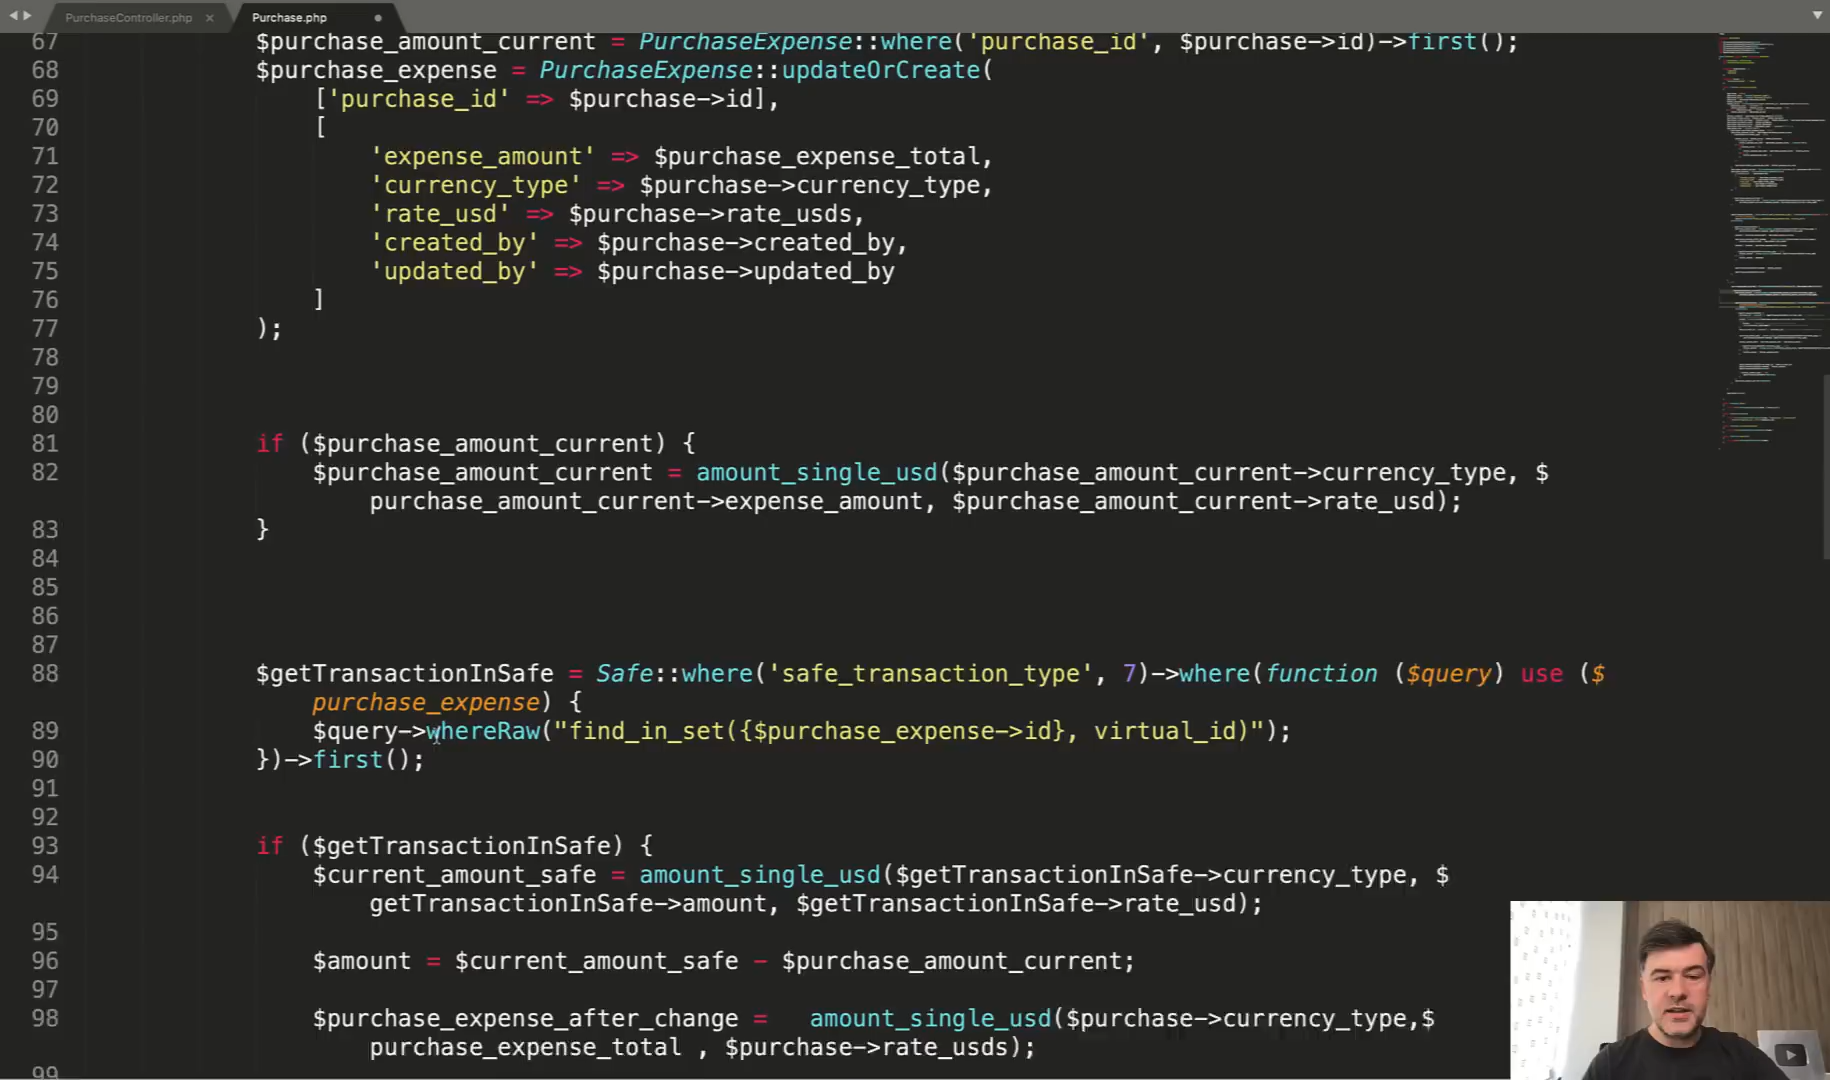 PurchaseController.php ×
Purchase.php
67 $purchase_amount_current = PurchaseExpense::where('purchase_id', $purchase->id)->first();
68 $purchase_expense = PurchaseExpense::updateOrCreate(
69 ['purchase_id' => $purchase->id],
70 [
71 'expense_amount' => $purchase_expense_total,
72 'currency_type' => $purchase->currency_type,
73 'rate_usd' => $purchase->rate_usds,
74 'created_by' => $purchase->created_by,
75 'updated_by' => $purchase->updated_by
76 ]
77 );
78
79
80
81 if ($purchase_amount_current) {
82 $purchase_amount_current = amount_single_usd($purchase_amount_current->currency_type, $
purchase_amount_current->expense_amount, $purchase_amount_current->rate_usd);
83 }
84
85
86
87
88 $getTransactionInSafe = Safe::where('safe_transaction_type', 7)->where(function ($query) use ($
purchase_expense) {
89 $query->whereRaw("find_in_set({$purchase_expense->id}, virtual_id)");
90 })->first();
91
92
93 if ($getTransactionInSafe) {
94 $current_amount_safe = amount_single_usd($getTransactionInSafe->currency_type, $
getTransactionInSafe->amount, $getTransactionInSafe->rate_usd);
95
96 $amount = $current_amount_safe - $purchase_amount_current;
97
98 $purchase_expense_after_change = amount_single_usd($purchase->currency_type,$
purchase_expense_total , $purchase->rate_usds);
99